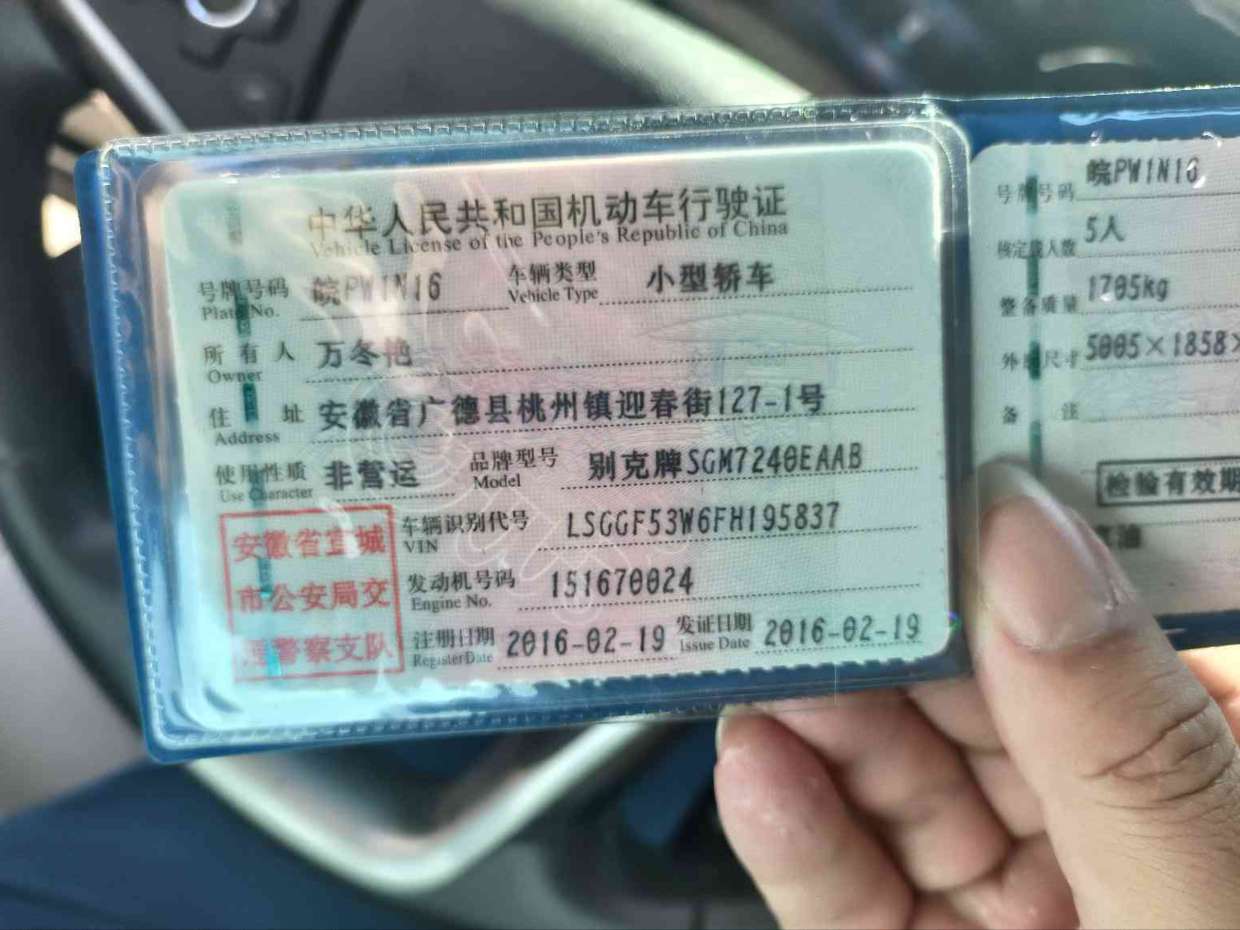 中华人民共和国机动车行驶证
Vehicle License of the People's Republic of China
号牌号码 皖PW1N16 车辆类型 小型轿车
Plate No. Vehicle Type
所有人 万冬艳
Owner
住址 安徽省广德县桃州镇迎春街127-1号
Address
使用性质 非营运 品牌型号 别克牌SGM7240EAAB
Use Character Model
安徽省宣城
市公安局交
警察支队
车辆识别代号 LSGGF53W6FH195837
VIN
发动机号码 151670024
Engine No.
注册日期 2016-02-19 发证日期 2016-02-19
Register Date Issue Date
号牌号码 皖PW1N16
核定载人数 5人
整备质量 1705kg
外廓尺寸 5005×1858×
备注
检验有效期
油